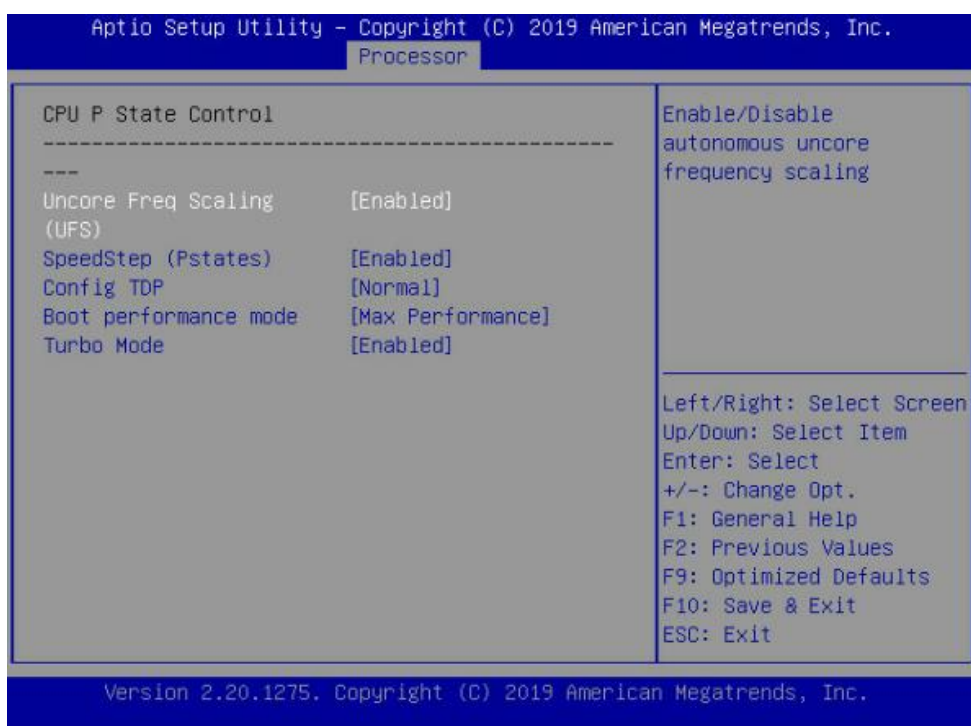 Aptio Setup Utility – Copyright (C) 2019 American Megatrends, Inc.
Processor
CPU P State Control
-----------------------------------------------
---
Uncore Freq Scaling [Enabled]
(UFS)
SpeedStep (Pstates) [Enabled]
Config TDP [Normal]
Boot performance mode [Max Performance]
Turbo Mode [Enabled]
Enable/Disable
autonomous uncore
frequency scaling
Left/Right: Select Screen
Up/Down: Select Item
Enter: Select
+/-: Change Opt.
F1: General Help
F2: Previous Values
F9: Optimized Defaults
F10: Save & Exit
ESC: Exit
Version 2.20.1275. Copyright (C) 2019 American Megatrends, Inc.